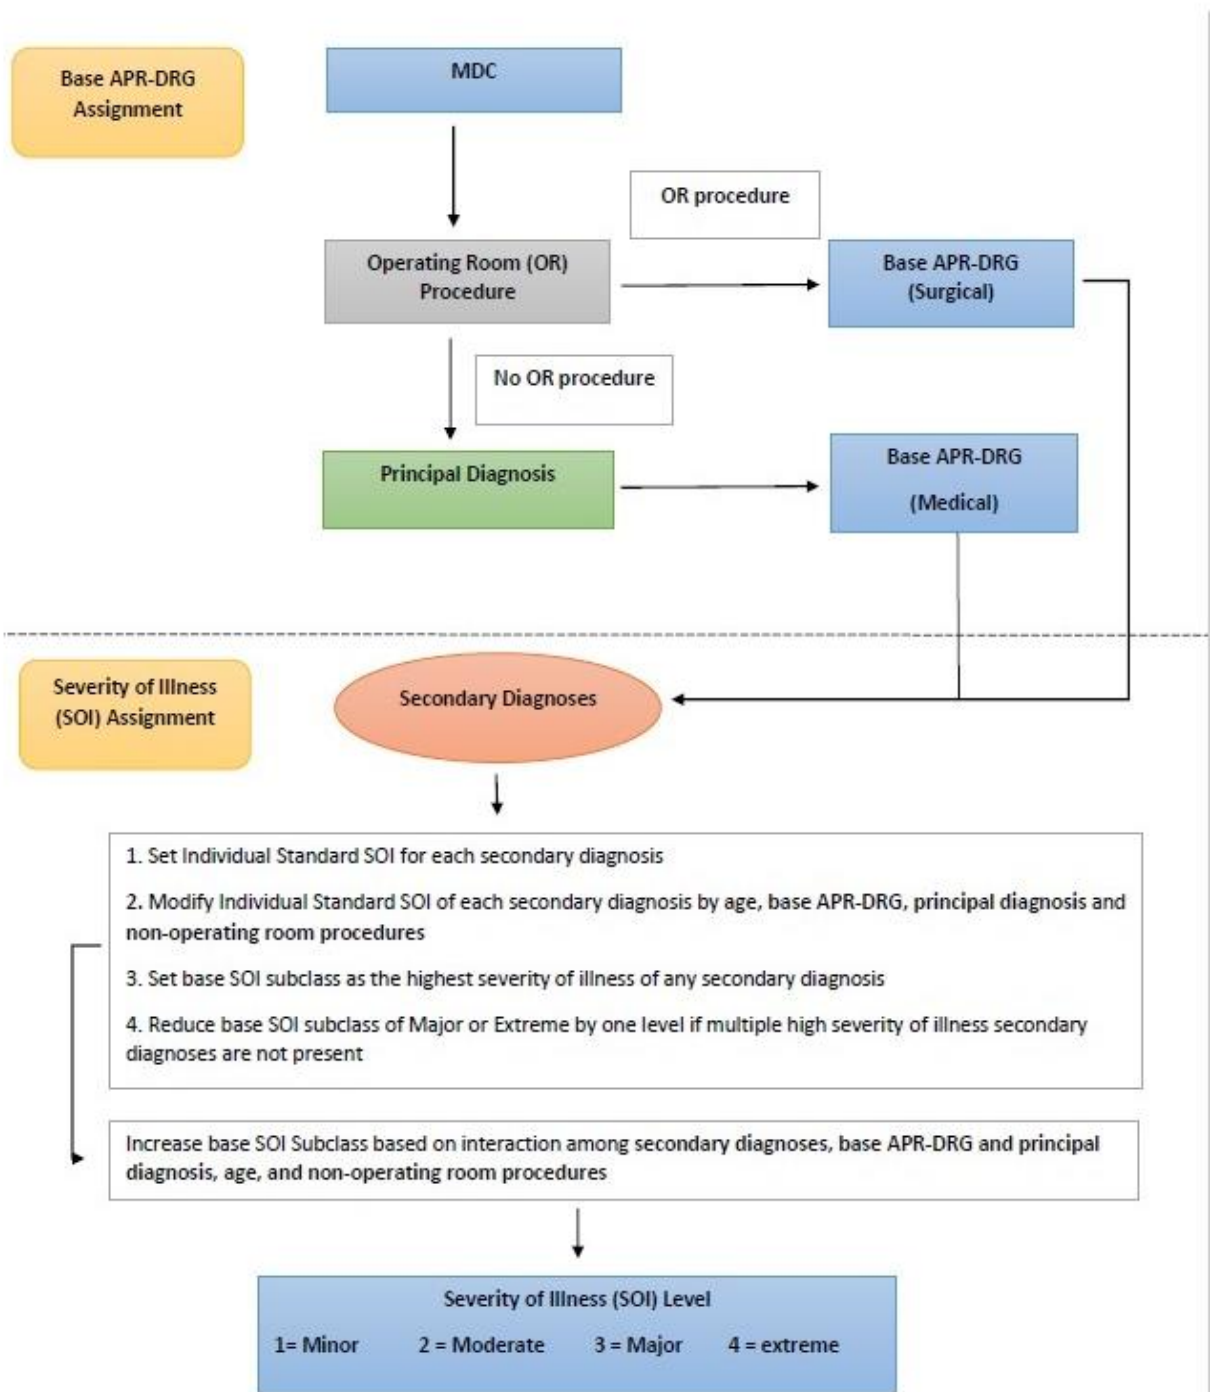 Base APR-DRG
Assignment
MDC
OR procedure
Operating Room (OR)
Procedure
Base APR-DRG
(Surgical)
No OR procedure
Principal Diagnosis
Base APR-DRG
(Medical)
Severity of Illness
(SOI) Assignment
Secondary Diagnoses
1. Set Individual Standard SOI for each secondary diagnosis
2. Modify Individual Standard SOI of each secondary diagnosis by age, base APR-DRG, principal diagnosis and
non-operating room procedures
3. Set base SOI subclass as the highest severity of illness of any secondary diagnosis
4. Reduce base SOI subclass of Major or Extreme by one level if multiple high severity of illness secondary
diagnoses are not present
Increase base SOI Subclass based on interaction among secondary diagnoses, base APR-DRG and principal
diagnosis, age, and non-operating room procedures
Severity of Illness (SOI) Level
1= Minor 2 = Moderate 3 = Major 4 = extreme